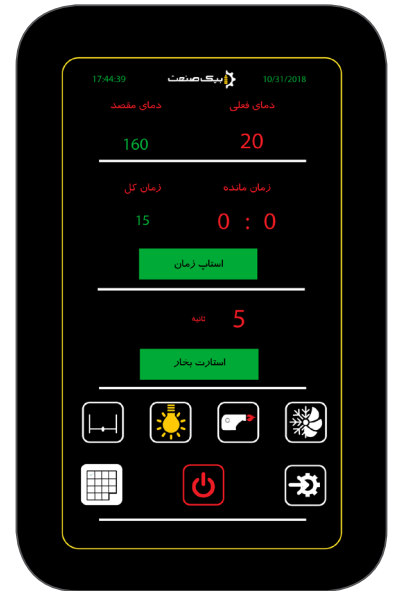 17:44:39 بیک صنعت 10/31/2018
دمای مقصد دمای فعلی
160 20
زمان کل زمان مانده
15 0 : 0
استاپ زمان
ثانیه 5
استارت بخار